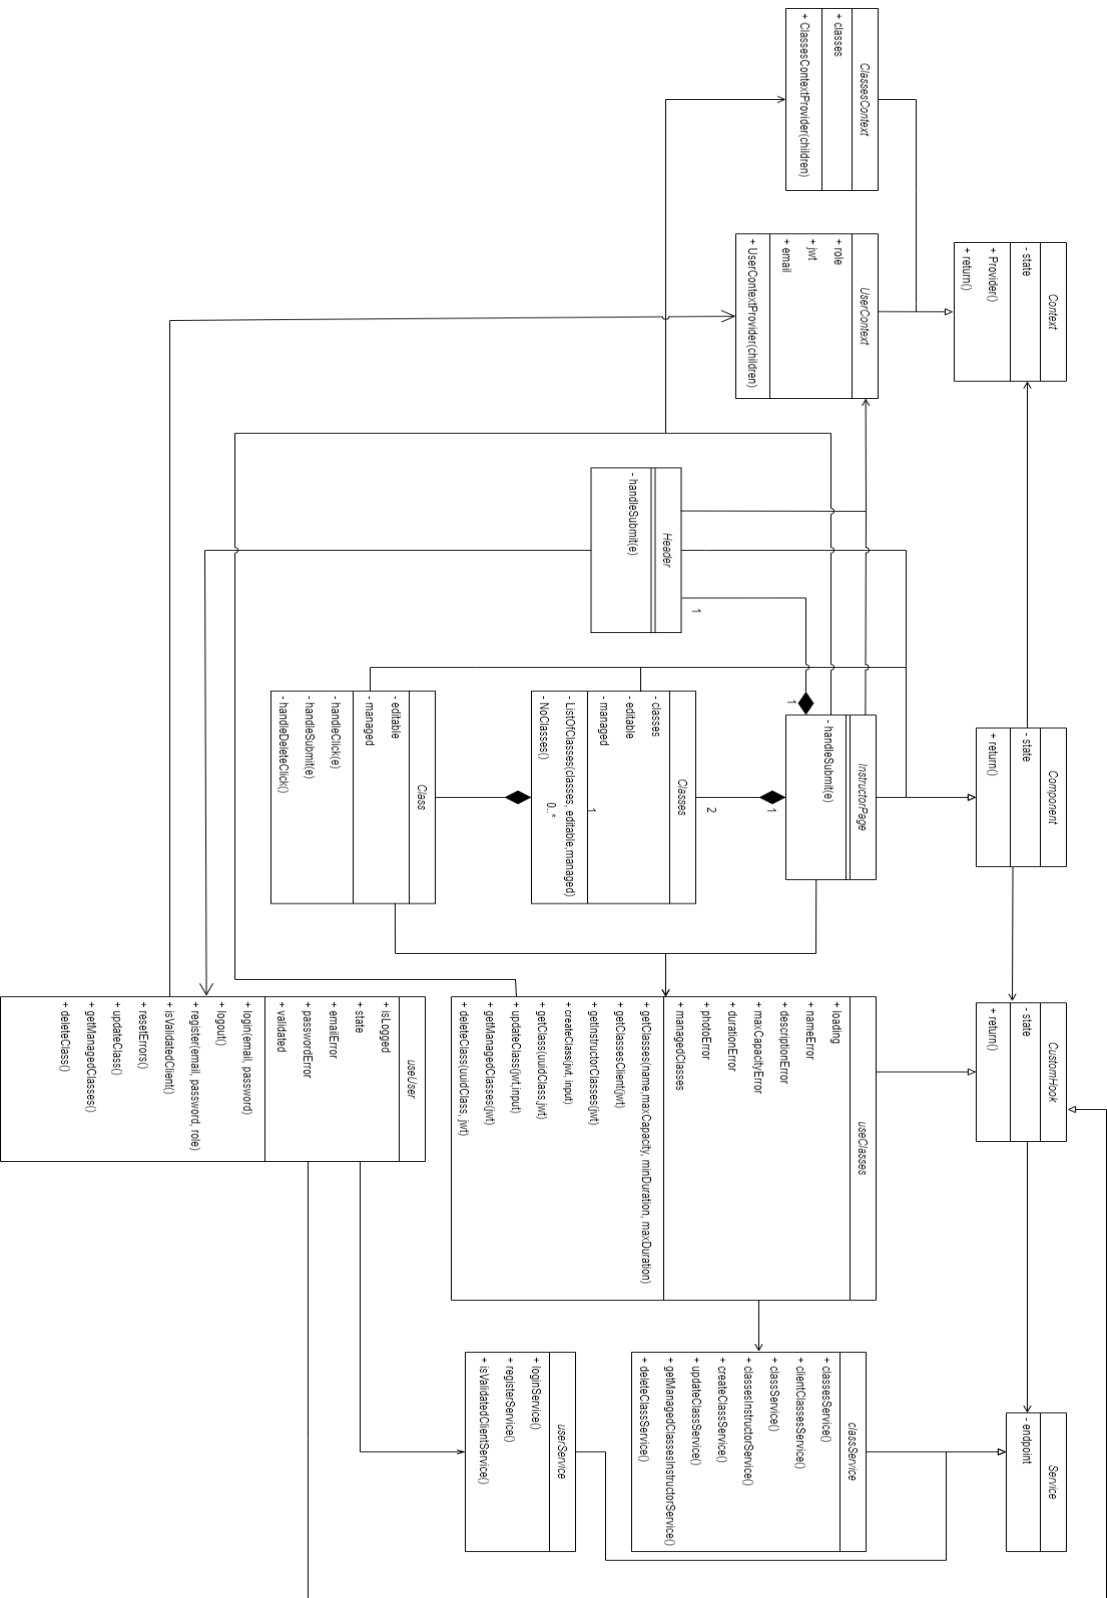 Context
- state
+ Provider()
+ return()
Component
- state
+ return()
CustomHook
- state
+ return()
Service
- endpoint
ClassesContext
+ classes
+ ClassesContextProvider(children)
UserContext
+ role
+ jwt
+ email
+ UserContextProvider(children)
InstructorPage
- handleSubmit(e)
1
1
Header
- handleSubmit(e)
1
2
Classes
- classes
- editable
- managed
- ListOfClasses(classes, editable,managed)
- NoClasses()
1
0..*
Class
- editable
- managed
- handleClick(e)
- handleSubmit(e)
- handleDeleteClick()
useClasses
+ loading
+ nameError
+ descriptionError
+ maxCapacityError
+ durationError
+ photoError
+ managedClasses
+ getClasses(name,maxCapacity, minDuration, maxDuration)
+ getClassesClient(jwt)
+ getInstructorClasses(jwt)
+ createClass(jwt, input)
+ getClass(uuidClass,jwt)
+ updateClass(jwt,input)
+ getManagedClasses(jwt)
+ deleteClass(uuidClass, jwt)
useUser
+ isLogged
+ state
+ emailError
+ passwordError
+ validated
+ login(email, password)
+ logout()
+ register(email, password, role)
+ isValidatedClient()
+ resetErrors()
+ updateClass()
+ getManagedClasses()
+ deleteClass()
classService
+ classesService()
+ clientClassesService()
+ classService()
+ classesInstructorService()
+ createClassService()
+ updateClassService()
+ getManagedClassesInstructorService()
+ deleteClassService()
userService
+ loginService()
+ registerService()
+ isValidatedClientService()